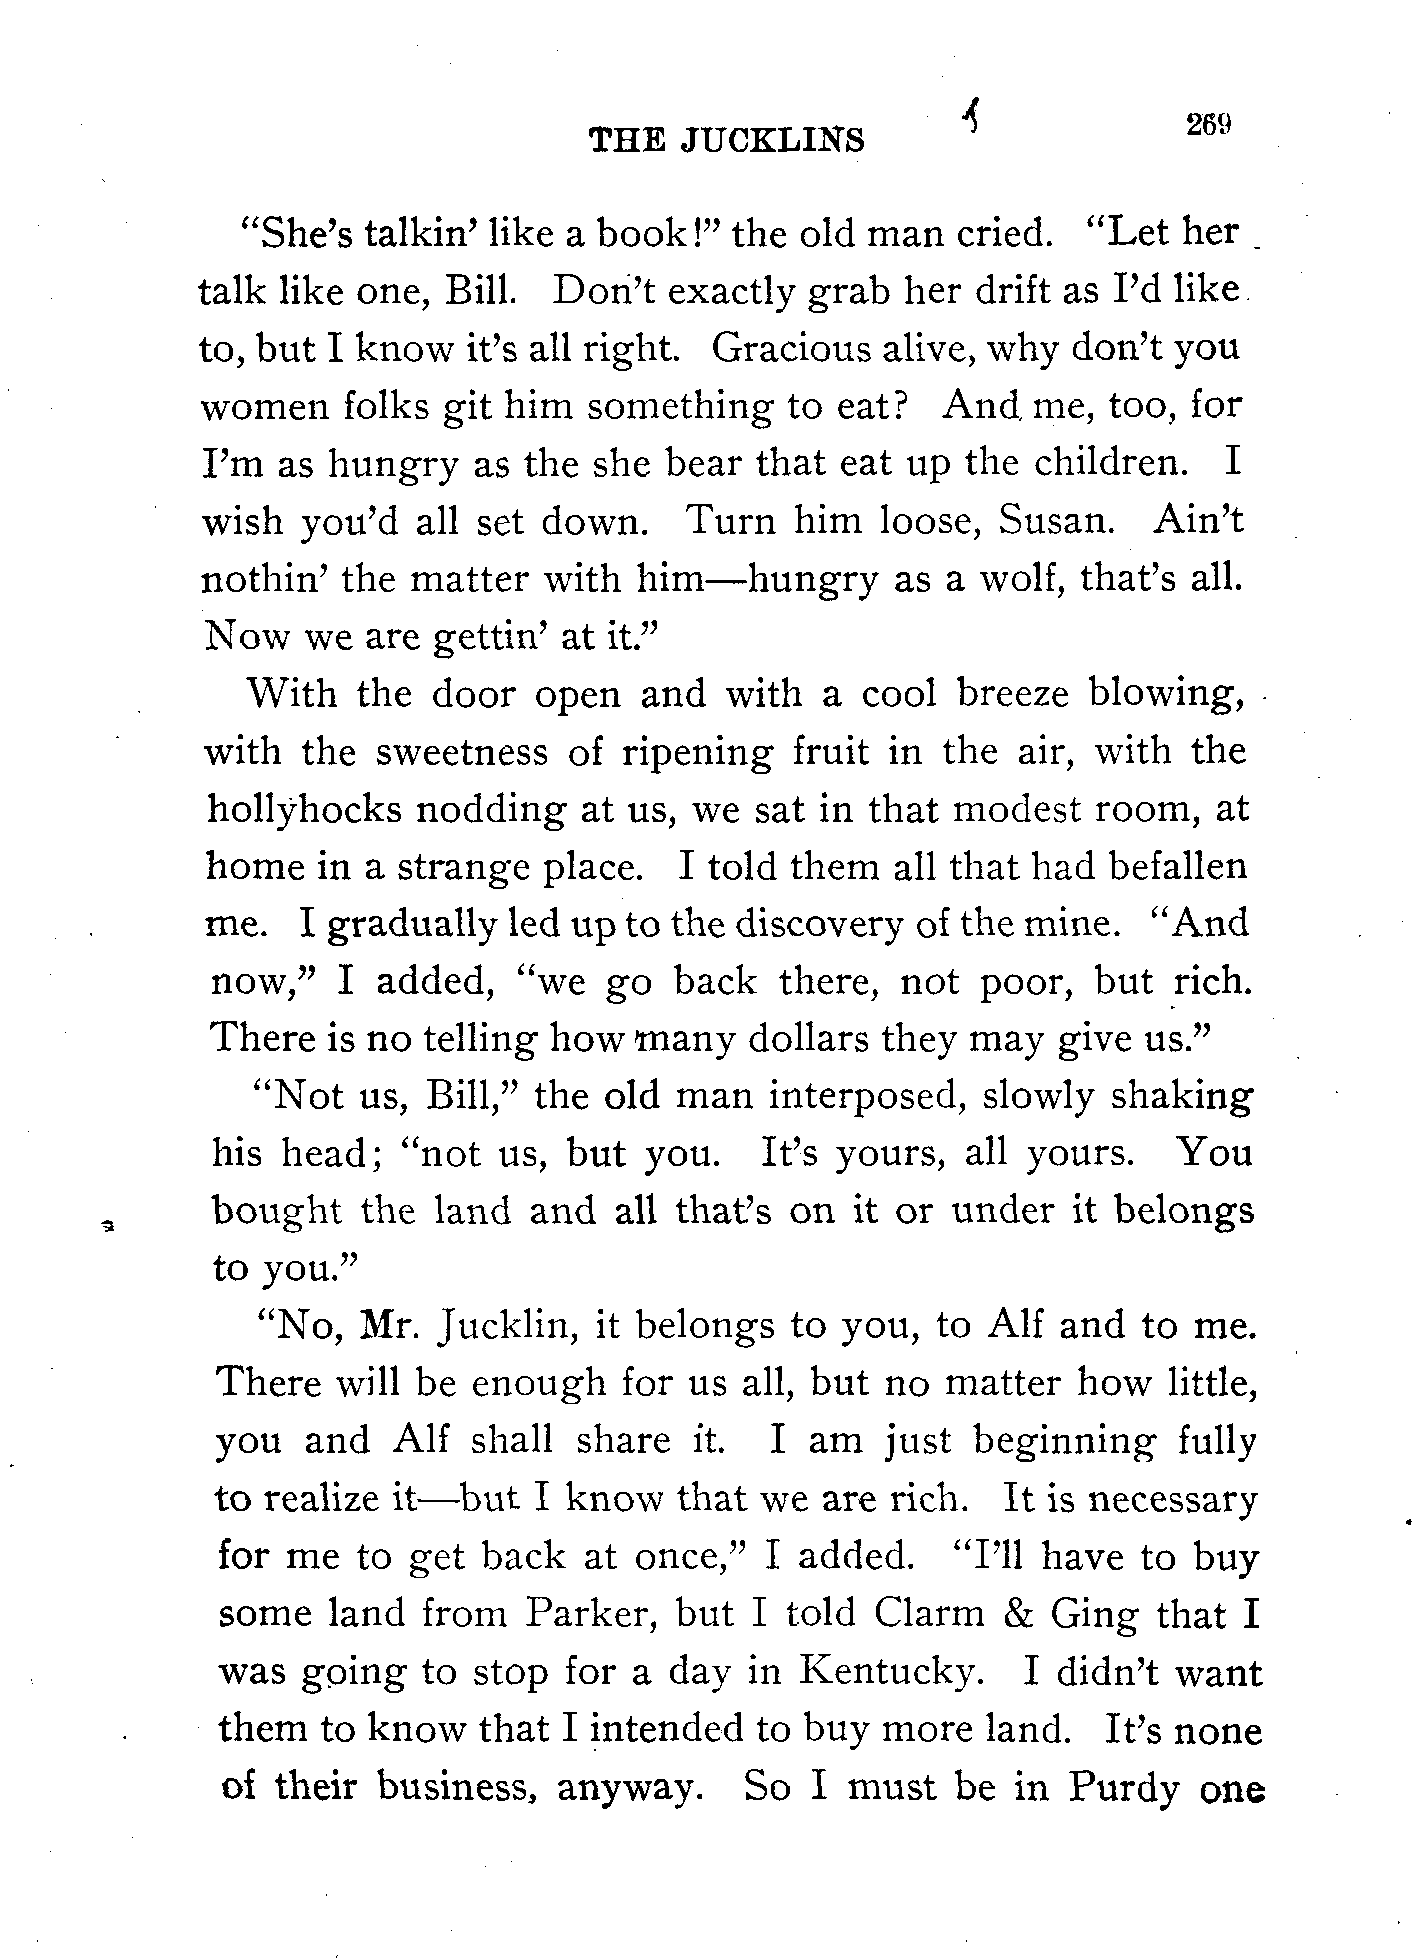 THE JUCKLINS 269
“She’s talkin’ like a book!” the old man cried. “Let her
talk like one, Bill. Don’t exactly grab her drift as I’d like
to, but I know it’s all right. Gracious alive, why don’t you
women folks git him something to eat? And me, too, for
I’m as hungry as the she bear that eat up the children. I
wish you’d all set down. Turn him loose, Susan. Ain’t
nothin’ the matter with him—hungry as a wolf, that’s all.
Now we are gettin’ at it.”
With the door open and with a cool breeze blowing,
with the sweetness of ripening fruit in the air, with the
hollyhocks nodding at us, we sat in that modest room, at
home in a strange place. I told them all that had befallen
me. I gradually led up to the discovery of the mine. “And
now,” I added, “we go back there, not poor, but rich.
There is no telling how many dollars they may give us.”
“Not us, Bill,” the old man interposed, slowly shaking
his head; “not us, but you. It’s yours, all yours. You
bought the land and all that’s on it or under it belongs
to you.”
“No, Mr. Jucklin, it belongs to you, to Alf and to me.
There will be enough for us all, but no matter how little,
you and Alf shall share it. I am just beginning fully
to realize it—but I know that we are rich. It is necessary
for me to get back at once,” I added. “I’ll have to buy
some land from Parker, but I told Clarm & Ging that I
was going to stop for a day in Kentucky. I didn’t want
them to know that I intended to buy more land. It’s none
of their business, anyway. So I must be in Purdy one